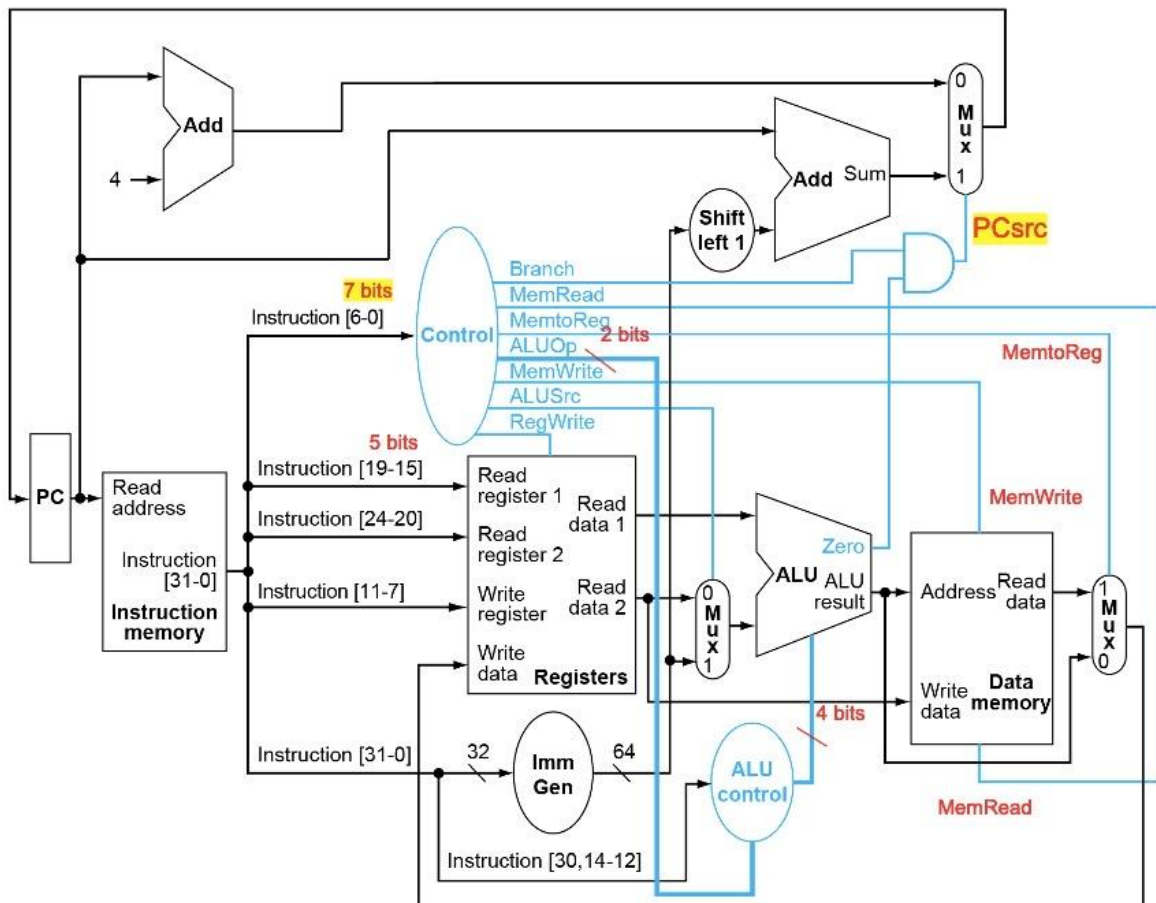 Add
4
0
Mux
1
Add
Sum
Shift
left 1
PCsrc
7 bits
Instruction [6-0]
Control
Branch
MemRead
MemtoReg
ALUOp
2 bits
MemWrite
ALUSrc
RegWrite
MemtoReg
PC
Read
address
Instruction
[31-0]
Instruction
memory
5 bits
Instruction [19-15]
Instruction [24-20]
Instruction [11-7]
Read
register 1
Read
register 2
Write
register
Write
data
Read
data 1
Read
data 2
Registers
0
Mux
1
Zero
ALU
ALU
result
MemWrite
Address
Read
data
Write
data
Data
memory
1
Mux
0
4 bits
Instruction [31-0]
32
Imm
Gen
64
ALU
control
MemRead
Instruction [30,14-12]